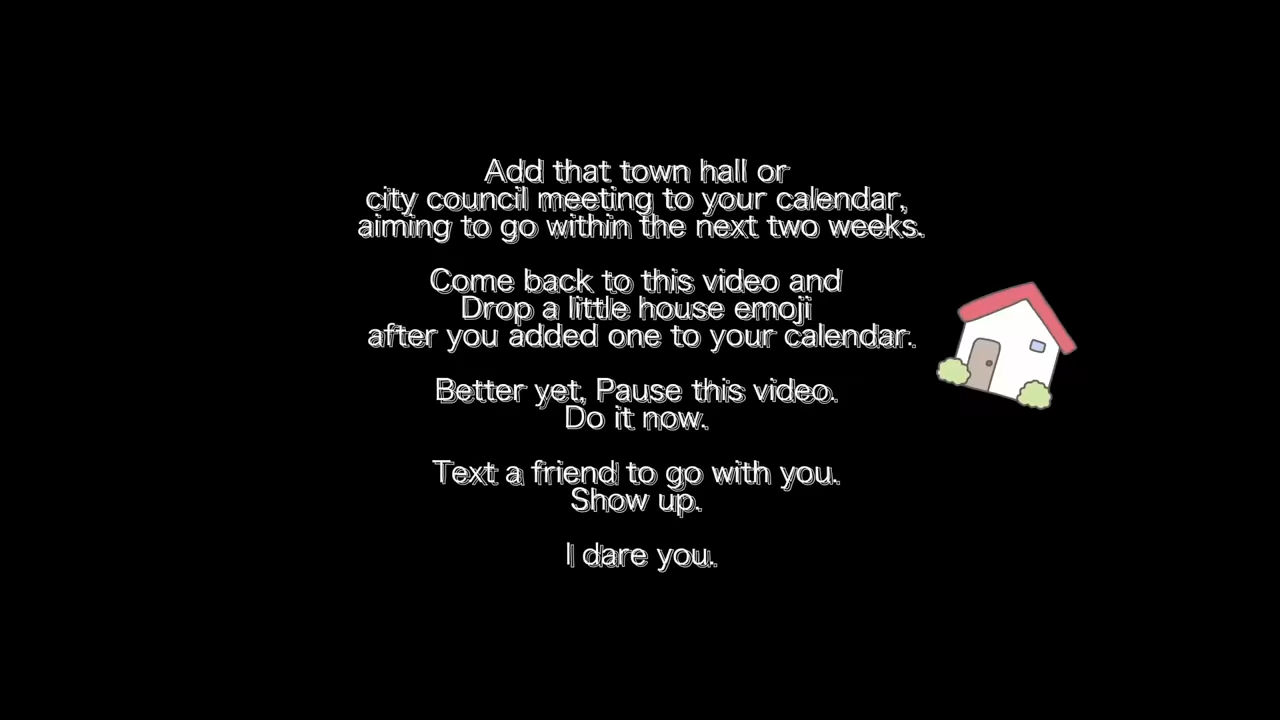 Add that town hall or
city council meeting to your calendar,
aiming to go within the next two weeks.
Come back to this video and
Drop a little house emoji
after you added one to your calendar.
Better yet, Pause this video.
Do it now.
Text a friend to go with you.
Show up.
I dare you.